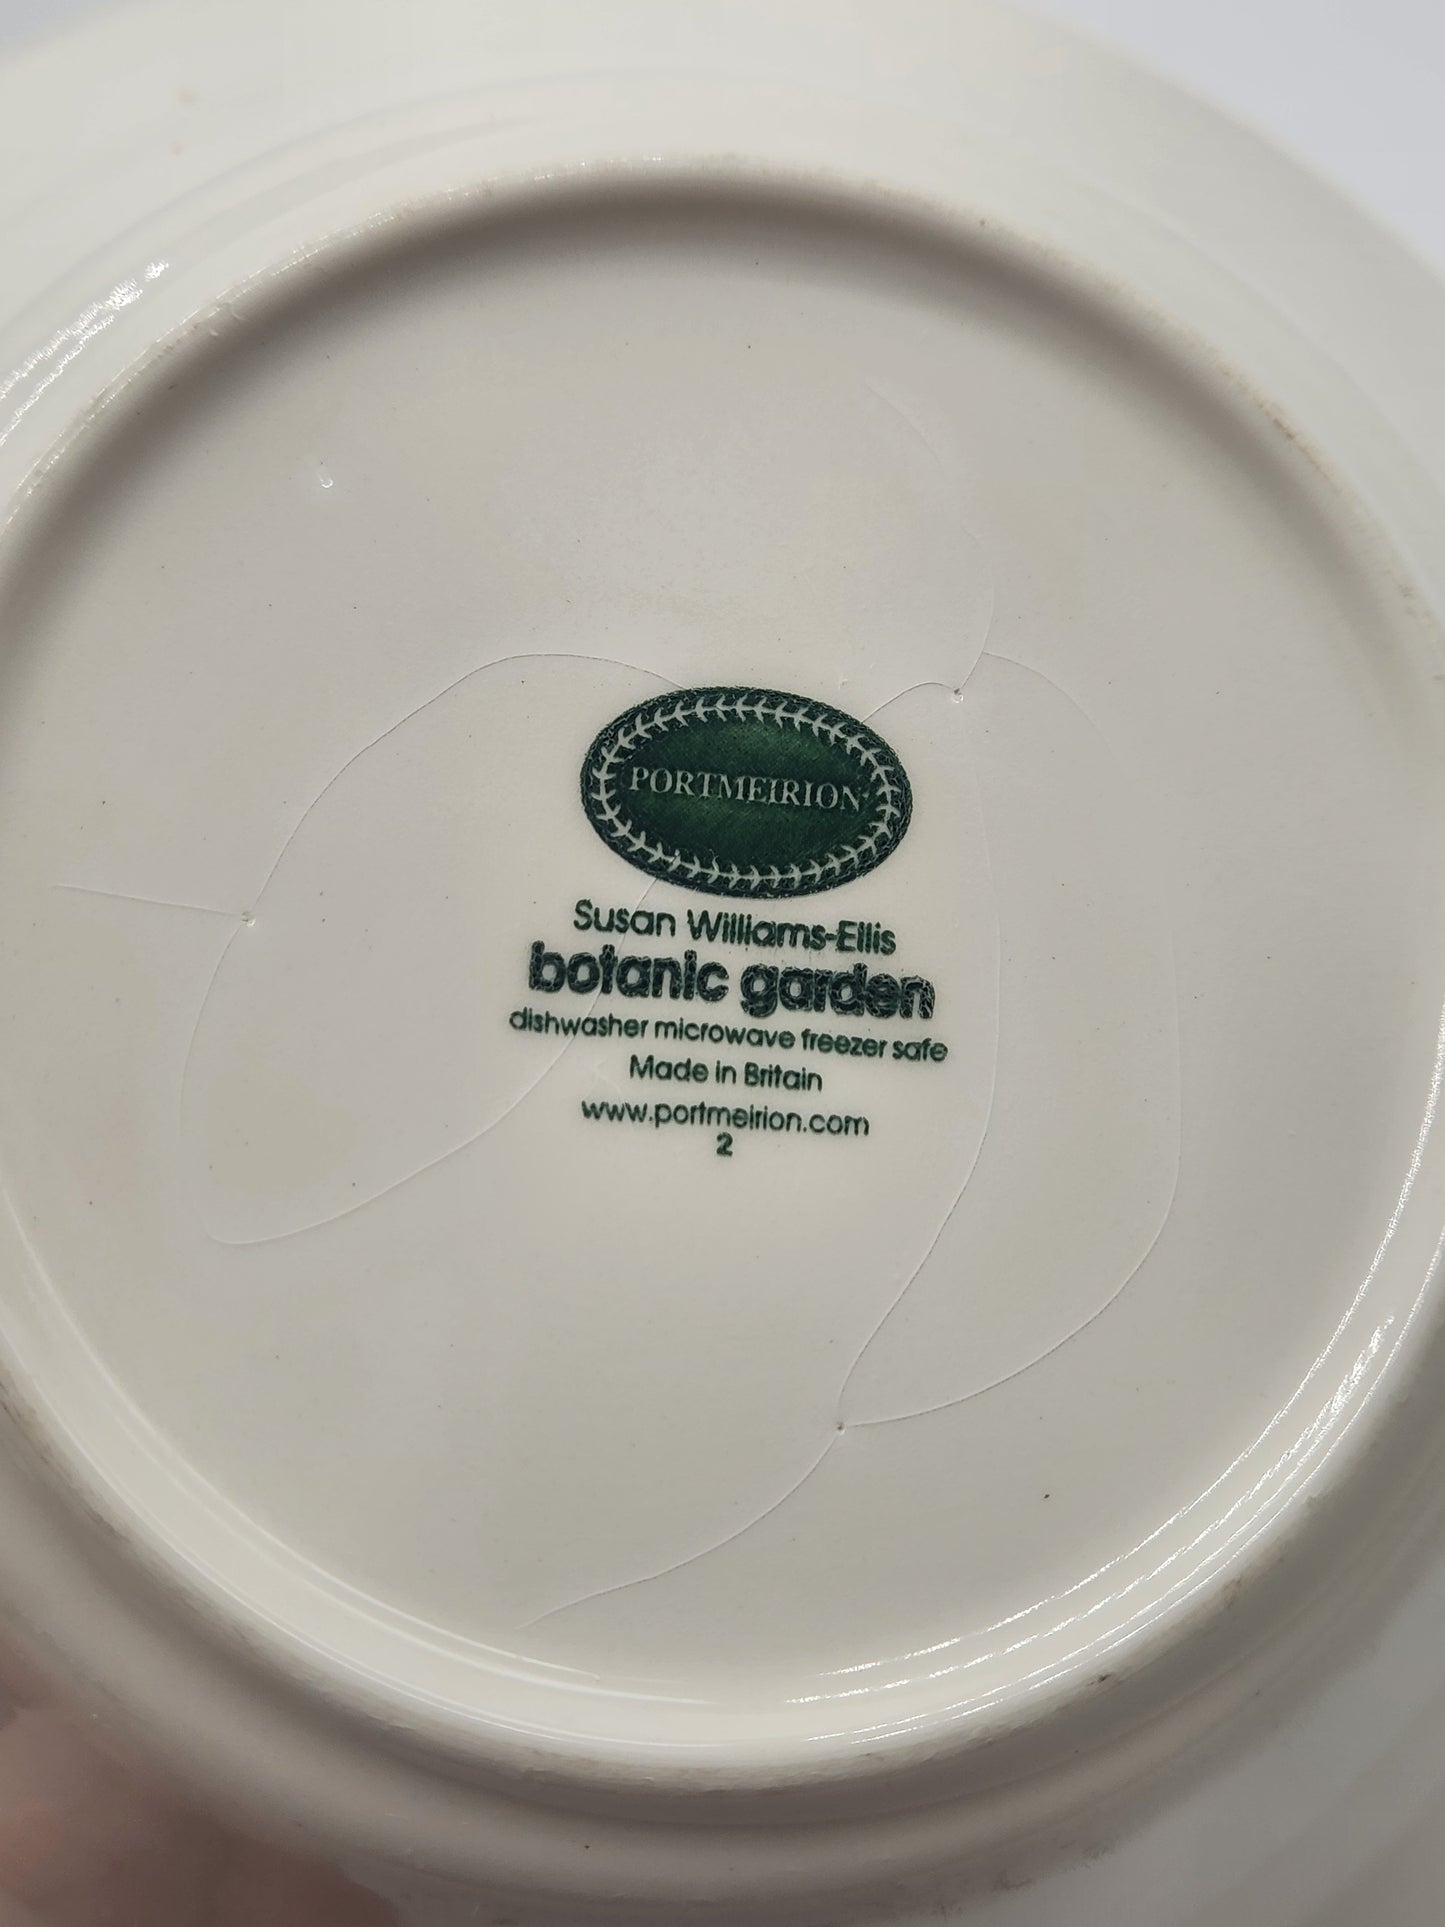 PORTMEIRION
Susan Williams-Ellis
botanic garden
dishwasher microwave freezer safe
Made in Britain
www.portmeirion.com
2